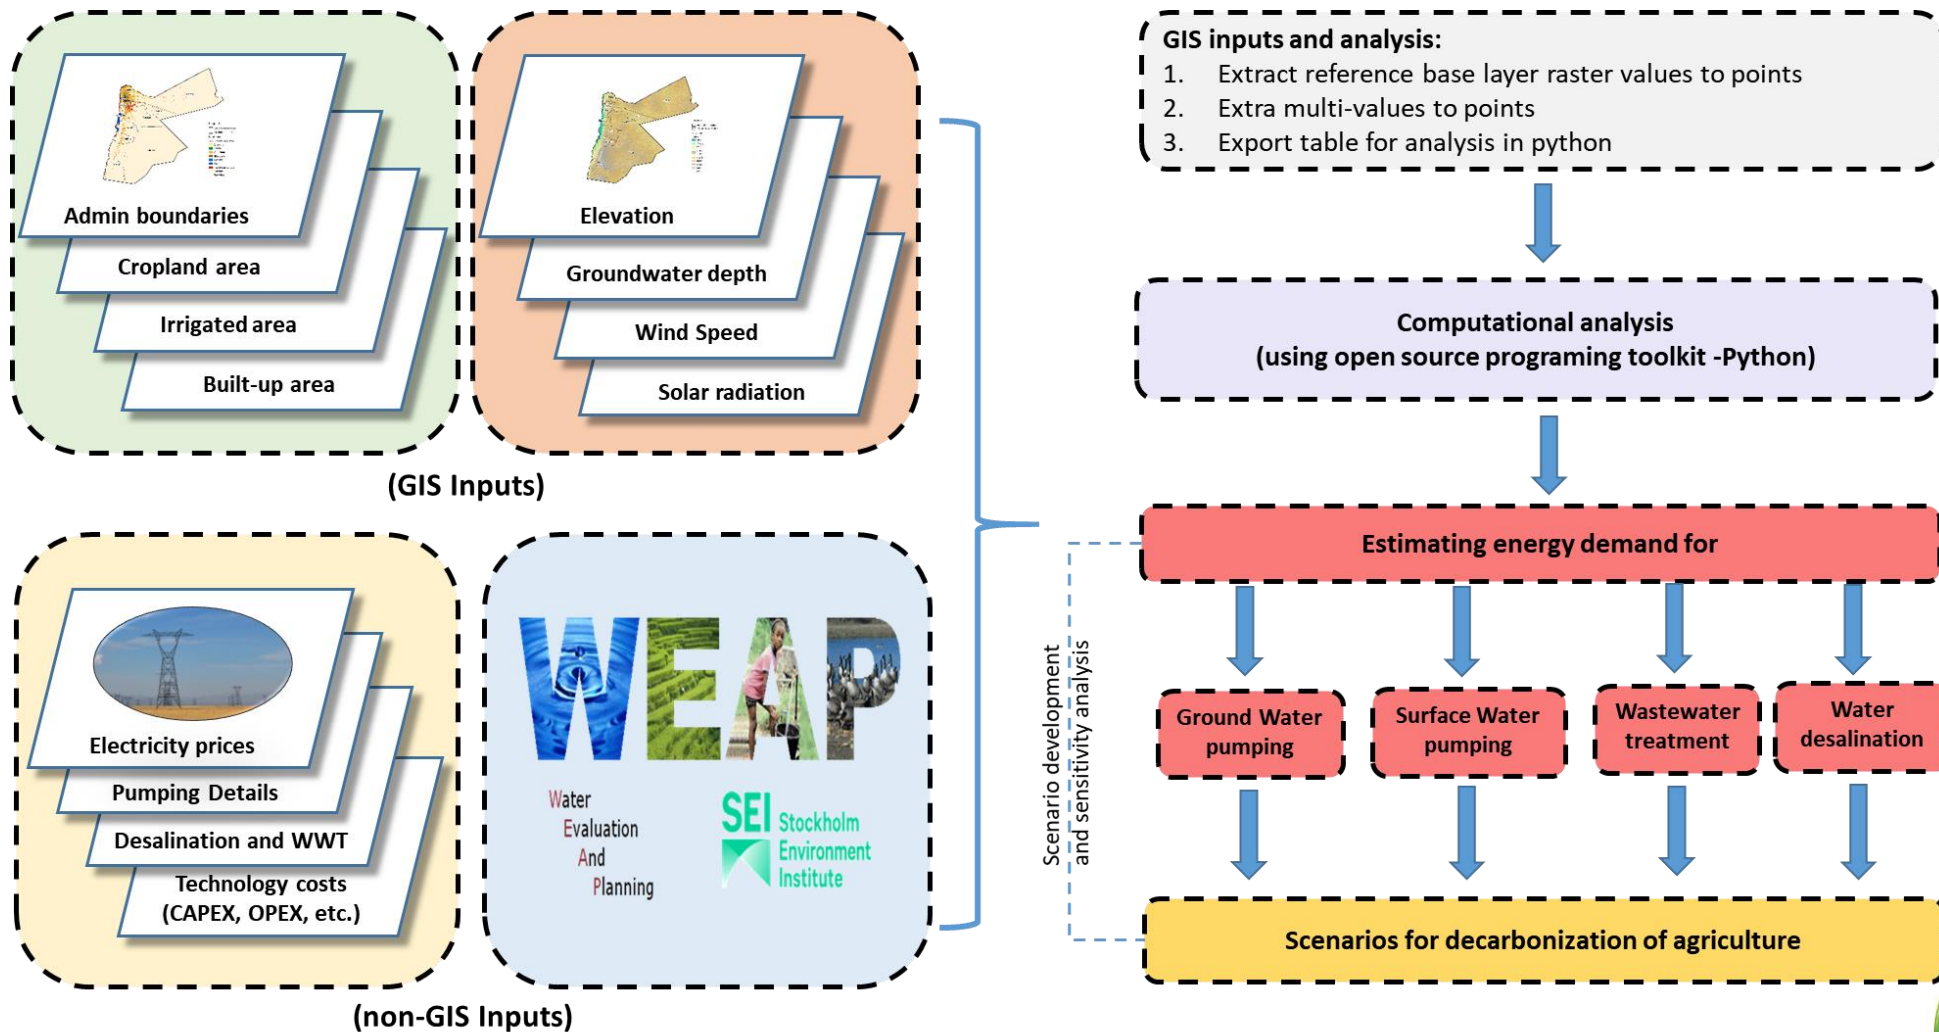 Admin boundaries
Cropland area
Irrigated area
Built-up area
Elevation
Groundwater depth
Wind Speed
Solar radiation
(GIS Inputs)
Electricity prices
Pumping Details
Desalination and WWT
Technology costs
(CAPEX, OPEX, etc.)
WEAP
Water
Evaluation
And
Planning
SEI Stockholm
Environment
Institute
(non-GIS Inputs)
GIS inputs and analysis:
1. Extract reference base layer raster values to points
2. Extra multi-values to points
3. Export table for analysis in python
Computational analysis
(using open source programing toolkit -Python)
Estimating energy demand for
Scenario development
and sensitivity analysis
Ground Water
pumping
Surface Water
pumping
Wastewater
treatment
Water
desalination
Scenarios for decarbonization of agriculture